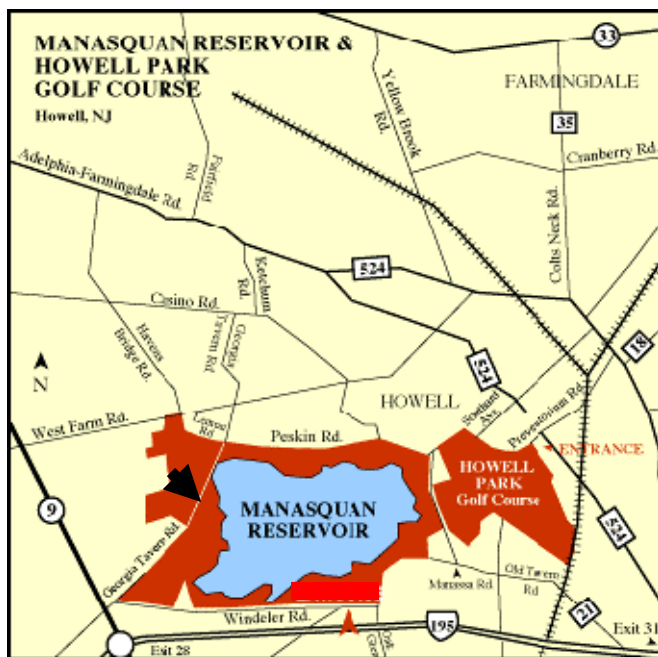 MANASQUAN RESERVOIR &
HOWELL PARK
GOLF COURSE
Howell, NJ
33
FARMINGDALE
Yellow Brook
Rd.
35
Cranberry Rd.
Fairfield
Rd
Adelphia-Farmingdale Rd.
Colts Neck Rd.
524
Ketchum
Rd.
Casino Rd.
Georgia
Tavern Rd.
Havens
Bridge Rd.
18
524
N
HOWELL
Southard
Ave.
Preventorium Rd.
West Farm Rd.
Lemon
Rd
Peskin Rd.
ENTRANCE
HOWELL
PARK
Golf Course
9
MANASQUAN
RESERVOIR
524
Georgia Tavern Rd.
Old Tavern
Rd
Manassa Rd.
21
Windeler Rd.
195
Exit 31
Exit 28